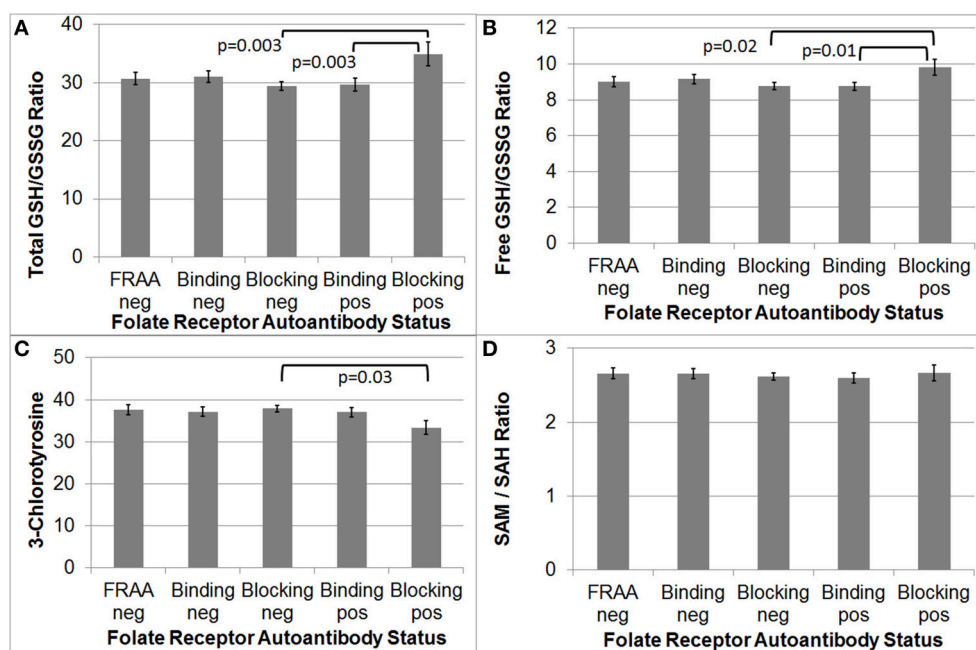 A
Total GSH/GSSG Ratio
40
30
20
10
0
p=0.003
p=0.003
FRAA neg
Binding neg
Blocking neg
Binding pos
Blocking pos
Folate Receptor Autoantibody Status
B
Free GSH/GSSG Ratio
12
10
8
6
4
2
0
p=0.02
p=0.01
FRAA neg
Binding neg
Blocking neg
Binding pos
Blocking pos
Folate Receptor Autoantibody Status
C
3-Chlorotyrosine
50
40
30
20
10
0
p=0.03
FRAA neg
Binding neg
Blocking neg
Binding pos
Blocking pos
Folate Receptor Autoantibody Status
D
SAM / SAH Ratio
3
2
1
0
FRAA neg
Binding neg
Blocking neg
Binding pos
Blocking pos
Folate Receptor Autoantibody Status